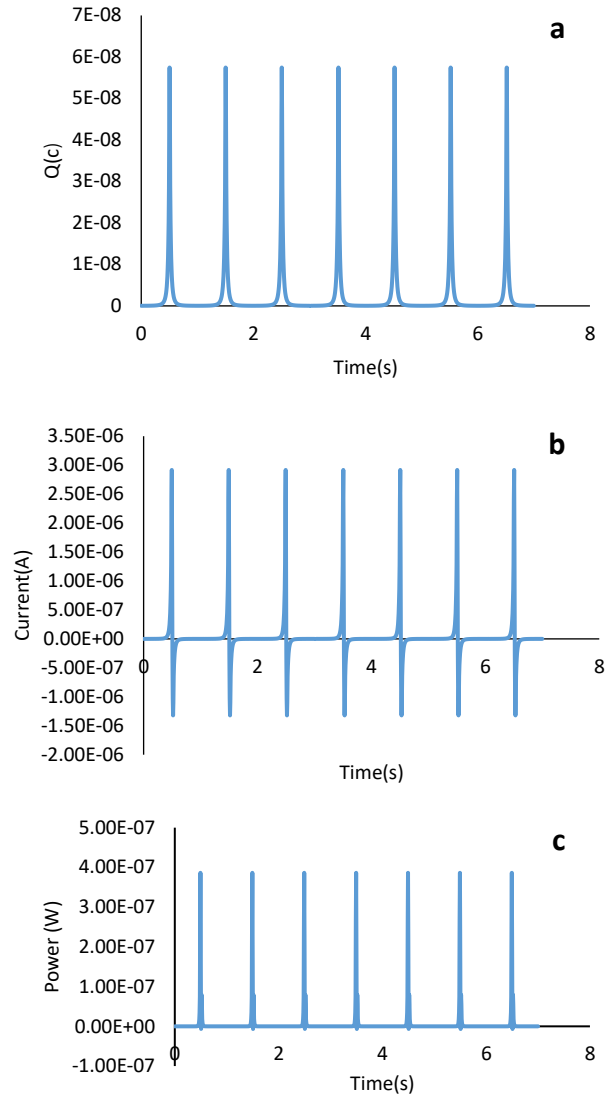 a
7E-08
6E-08
5E-08
4E-08
3E-08
2E-08
1E-08
0
Q(c)
0 2 4 6 8
Time(s)
b
3.50E-06
3.00E-06
2.50E-06
2.00E-06
1.50E-06
1.00E-06
5.00E-07
0.00E+00
-5.00E-07
-1.00E-06
-1.50E-06
-2.00E-06
Current(A)
0 2 4 6 8
Time(s)
c
5.00E-07
4.00E-07
3.00E-07
2.00E-07
1.00E-07
0.00E+00
-1.00E-07
Power (W)
0 2 4 6 8
Time(s)